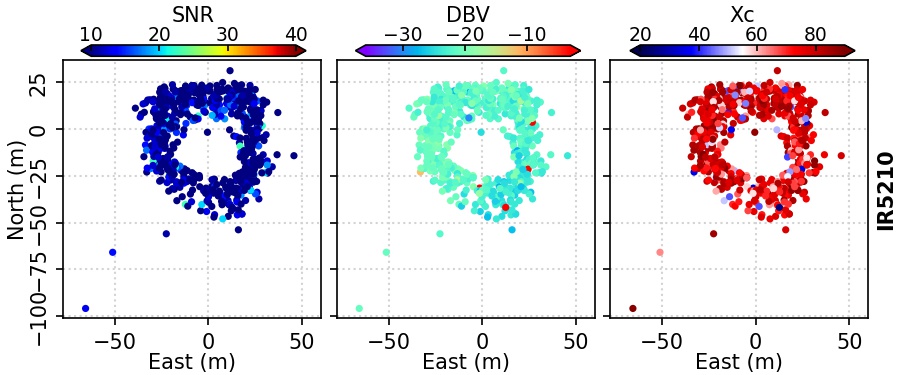 SNR DBV Xc
10 20 30 40 −30 −20 −10 20 40 60 80
25
0
−25
−50
−75
−100
North (m)
IR5210
−50 0 50 −50 0 50 −50 0 50
East (m) East (m) East (m)